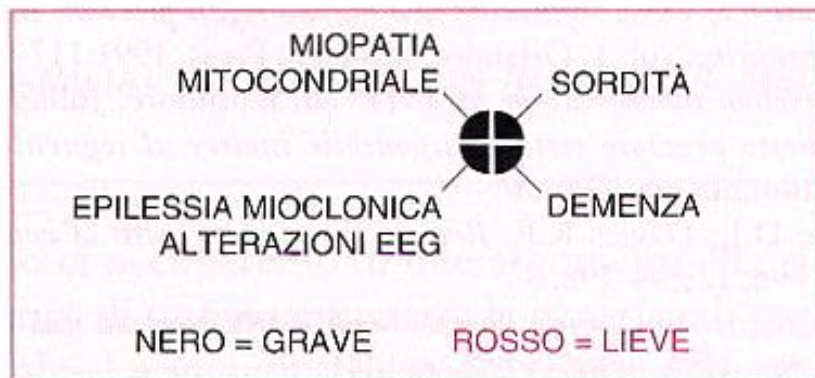 MIOPATIA
MITOCONDRIALE
SORDITÀ
EPILESSIA MIOCLONICA
ALTERAZIONI EEG
DEMENZA
NERO = GRAVE ROSSO = LIEVE